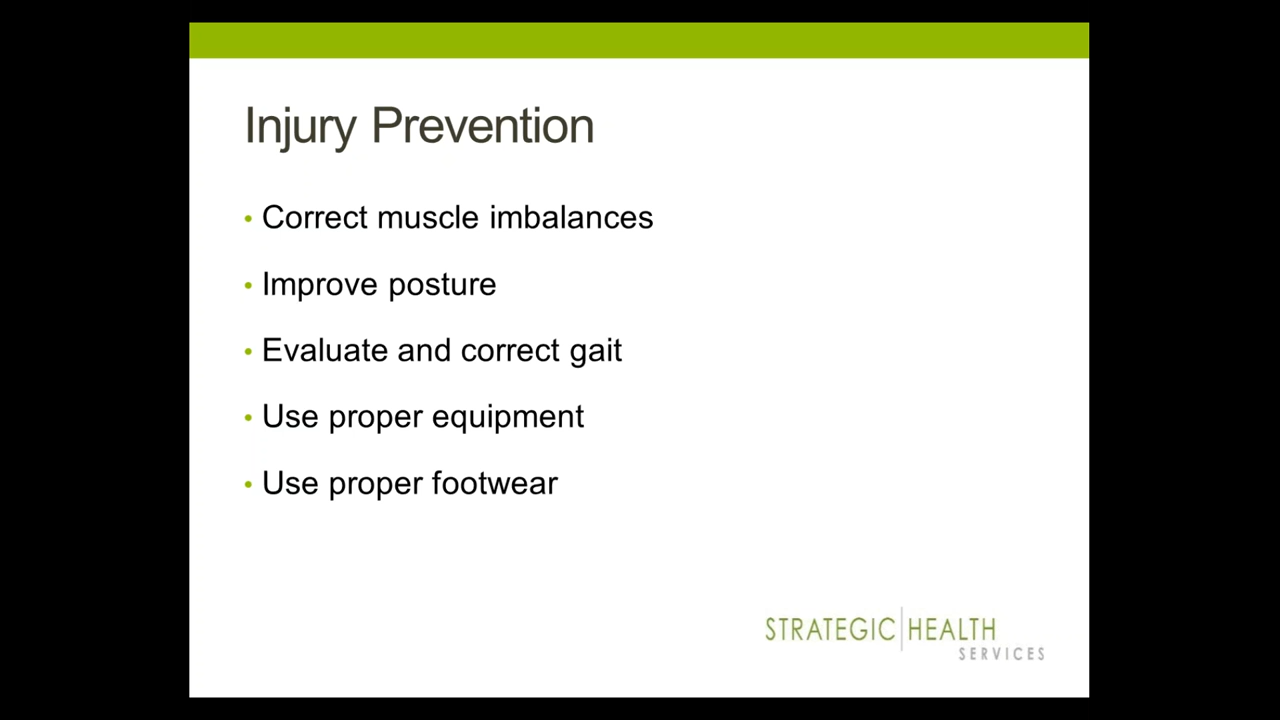 Injury Prevention
• Correct muscle imbalances
• Improve posture
• Evaluate and correct gait
• Use proper equipment
• Use proper footwear
STRATEGIC HEALTH
SERVICES